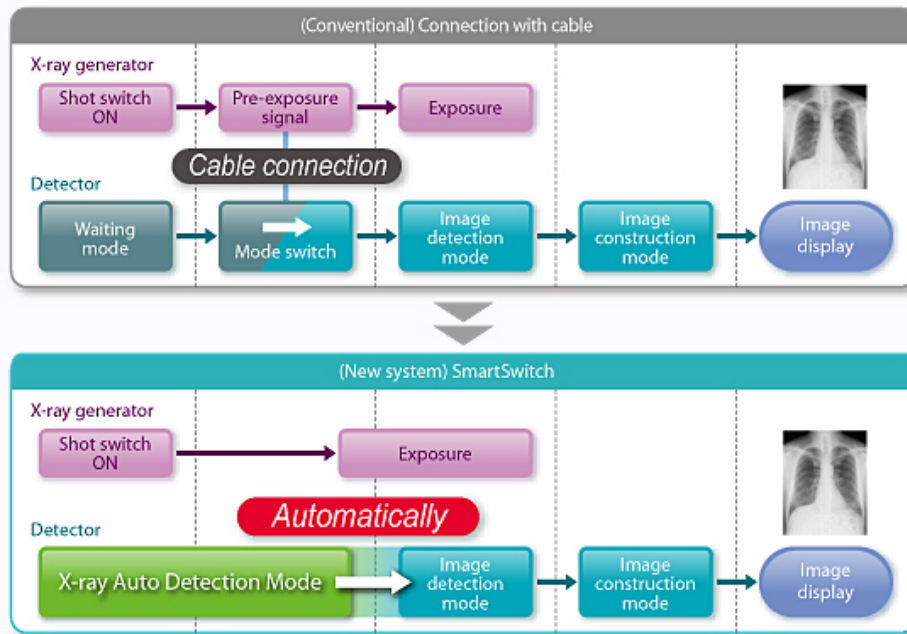 (Conventional) Connection with cable
X-ray generator
Shot switch
ON
Pre-exposure
signal
Exposure
Cable connection
Detector
Waiting
mode
Mode switch
Image
detection
mode
Image
construction
mode
Image
display
(New system) SmartSwitch
X-ray generator
Shot switch
ON
Exposure
Automatically
Detector
X-ray Auto Detection Mode
Image
detection
mode
Image
construction
mode
Image
display